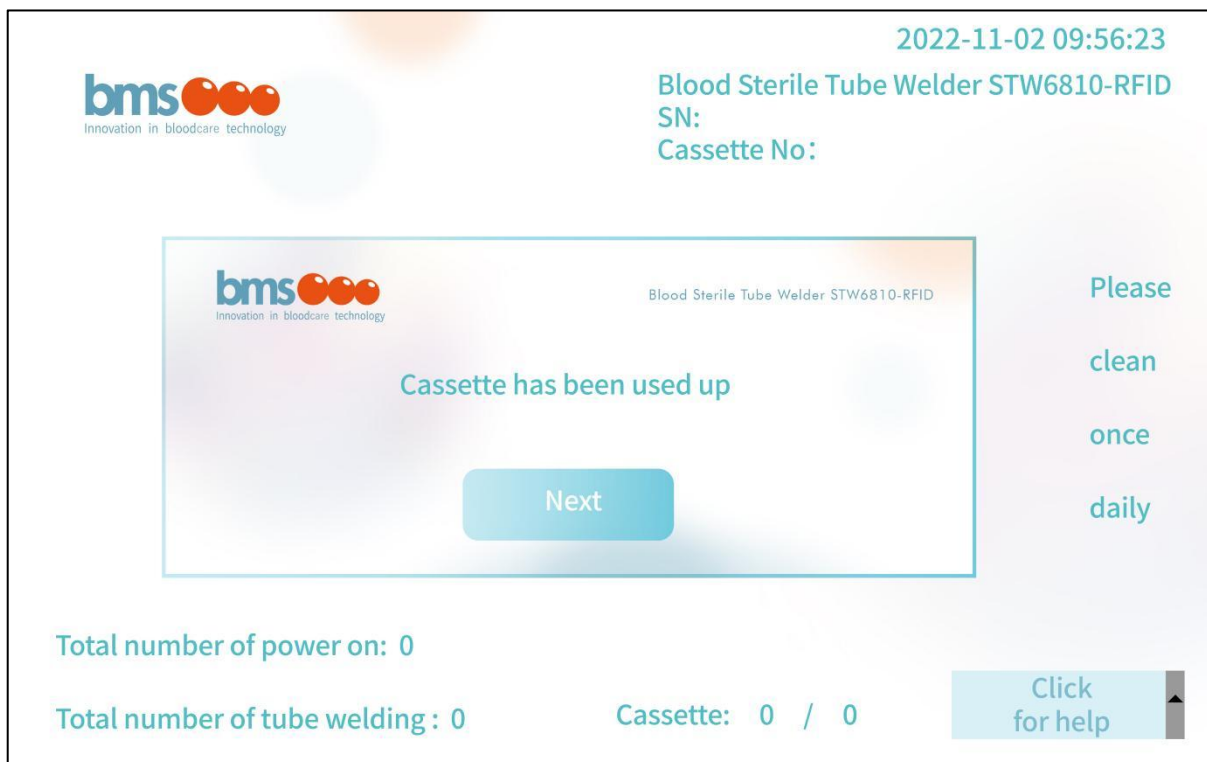 2022-11-02 09:56:23
bms
Innovation in bloodcare technology
Blood Sterile Tube Welder STW6810-RFID
SN:
Cassette No:
bms
Innovation in bloodcare technology
Blood Sterile Tube Welder STW6810-RFID
Cassette has been used up
Next
Please
clean
once
daily
Total number of power on: 0
Total number of tube welding : 0
Cassette: 0 / 0
Click
for help